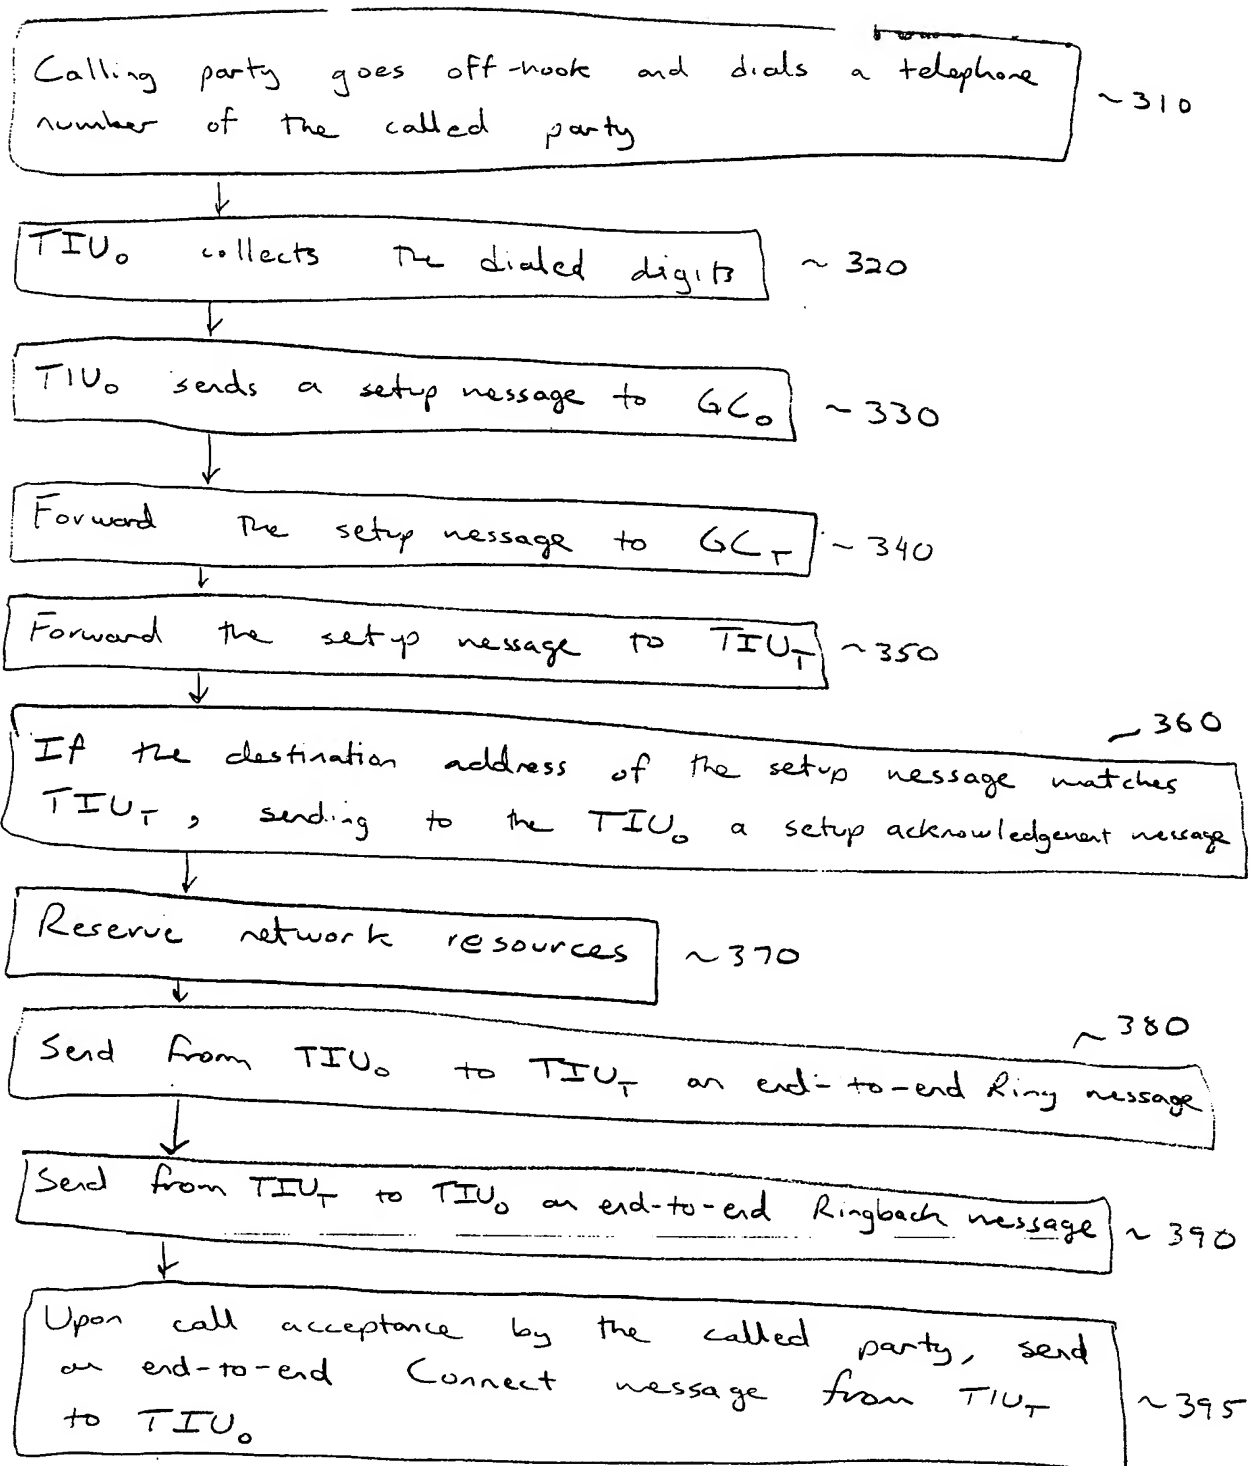 Calling party goes off-hook and dials a telephone ~310
number of the called party
TIU₀ collects the dialed digits ~320
TIU₀ sends a setup message to GC₀ ~330
Forward the setup message to GC_T ~340
Forward the setup message to TIU_T ~350
~360
If the destination address of the setup message matches
TIU_T, sending to the TIU₀ a setup acknowledgement message
Reserve network resources ~370
~380
Send from TIU₀ to TIU_T an end-to-end Ring message
Send from TIU_T to TIU₀ an end-to-end Ringback message ~390
Upon call acceptance by the called party, send
an end-to-end Connect message from TIU_T ~395
to TIU₀